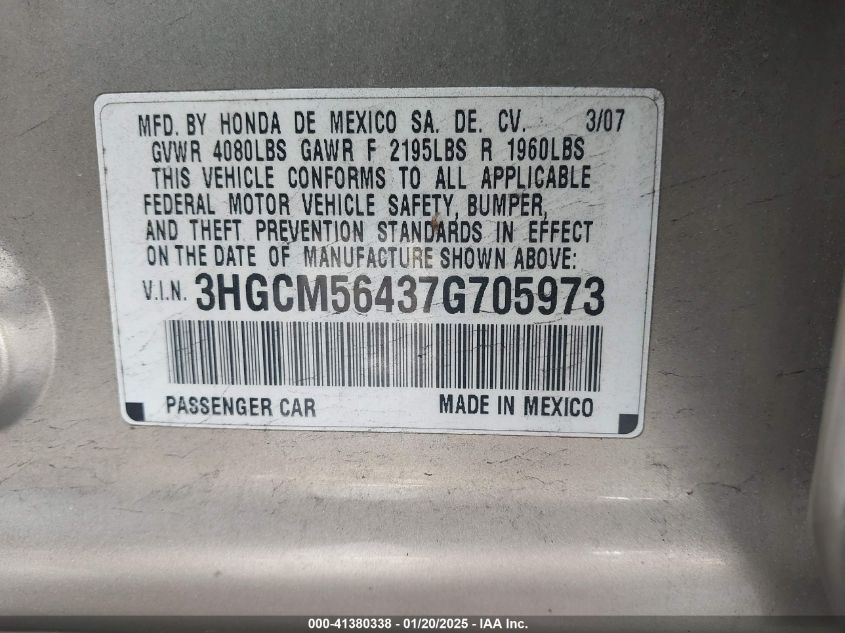 MFD. BY HONDA DE MEXICO SA. DE. CV. 3/07
GVWR 4080LBS GAWR F 2195LBS R 1960LBS
THIS VEHICLE CONFORMS TO ALL APPLICABLE
FEDERAL MOTOR VEHICLE SAFETY, BUMPER,
AND THEFT PREVENTION STANDARDS IN EFFECT
ON THE DATE OF MANUFACTURE SHOWN ABOVE:
V.I.N. 3HGCM56437G705973
PASSENGER CAR MADE IN MEXICO
000-41380338 - 01/20/2025 - IAA Inc.